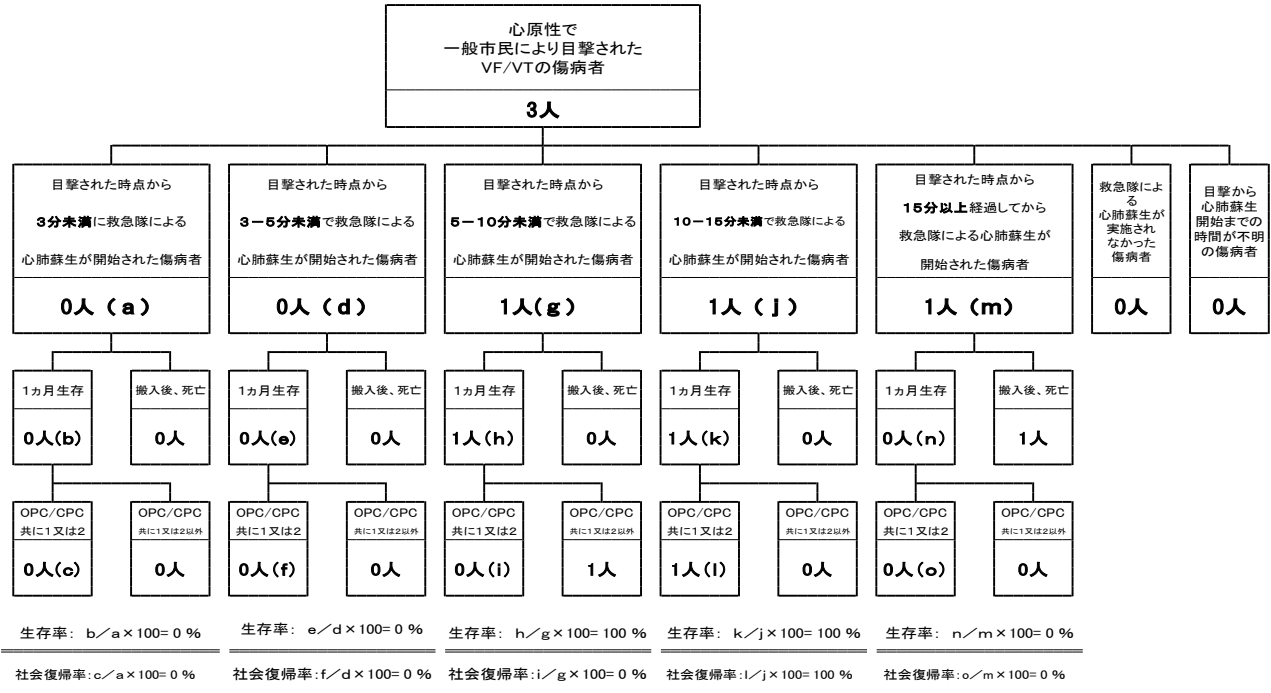 心原性で
一般市民により目撃された
VF/VTの傷病者
3人
目撃された時点から
3分未満に救急隊による
心肺蘇生が開始された傷病者
0人（a）
目撃された時点から
3－5分未満で救急隊による
心肺蘇生が開始された傷病者
0人（d）
目撃された時点から
5－10分未満で救急隊による
心肺蘇生が開始された傷病者
1人(g)
目撃された時点から
10－15分未満で救急隊による
心肺蘇生が開始された傷病者
1人（j）
目撃された時点から
15分以上経過してから
救急隊による心肺蘇生が
開始された傷病者
1人（m）
救急隊によ
る
心肺蘇生が
実施され
なかった
傷病者
0人
目撃から
心肺蘇生
開始までの
時間が不明
の傷病者
0人
1ヵ月生存
0人(b)
搬入後、死亡
0人
1ヵ月生存
0人(e)
搬入後、死亡
0人
1ヵ月生存
1人(h)
搬入後、死亡
0人
1ヵ月生存
1人(k)
搬入後、死亡
0人
1ヵ月生存
0人(n)
搬入後、死亡
1人
OPC/CPC
共に1又は2
0人(c)
OPC/CPC
共に1又は2以外
0人
OPC/CPC
共に1又は2
0人(f)
OPC/CPC
共に1又は2以外
0人
OPC/CPC
共に1又は2
0人(i)
OPC/CPC
共に1又は2以外
1人
OPC/CPC
共に1又は2
1人(l)
OPC/CPC
共に1又は2以外
0人
OPC/CPC
共に1又は2
0人(o)
OPC/CPC
共に1又は2以外
0人
生存率： b／a×100= 0 %
生存率： e／d×100= 0 %
生存率： h／g×100= 100 %
生存率： k／j×100= 100 %
生存率： n／m×100= 0 %
社会復帰率:c／a×100= 0 %
社会復帰率:f／d×100= 0 %
社会復帰率:i／g×100= 0 %
社会復帰率:l／j×100= 100 %
社会復帰率:o／m×100= 0 %